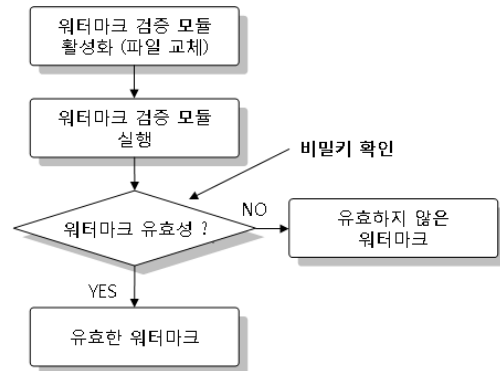 워터마크 검증 모듈
활성화 (파일 교체)
워터마크 검증 모듈
실행
비밀키 확인
워터마크 유효성 ?
NO
유효하지 않은
워터마크
YES
유효한 워터마크